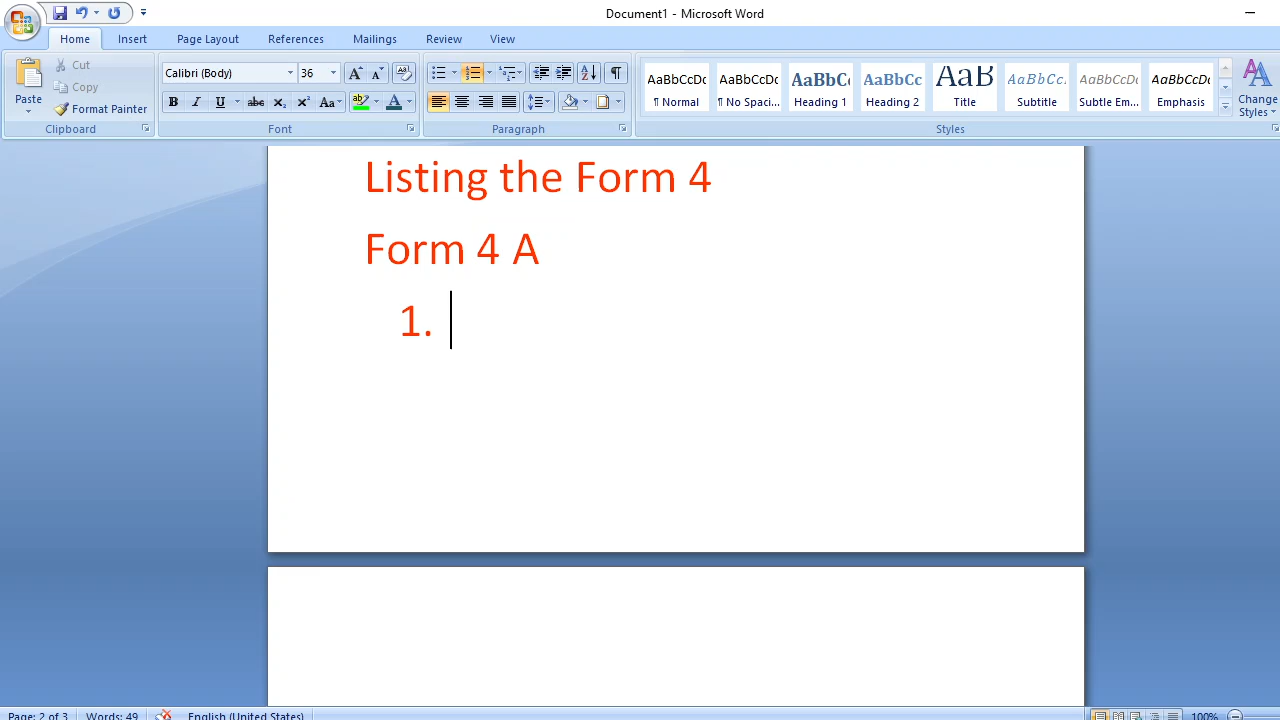 Document1 - Microsoft Word
Home Insert Page Layout References Mailings Review View
Paste
Cut
Copy
Format Painter
Clipboard
Calibri (Body) 36
Font
Paragraph
AaBbCcDc AaBbCcDc AaBbCc AaBbCc AaB AaBbCc. AaBbCcDc AaBbCcDc
¶ Normal ¶ No Spaci... Heading 1 Heading 2 Title Subtitle Subtle Em... Emphasis
Change Styles
Styles
Listing the Form 4
Form 4 A
1.
Page: 2 of 3 Words: 49 English (United States) 100%